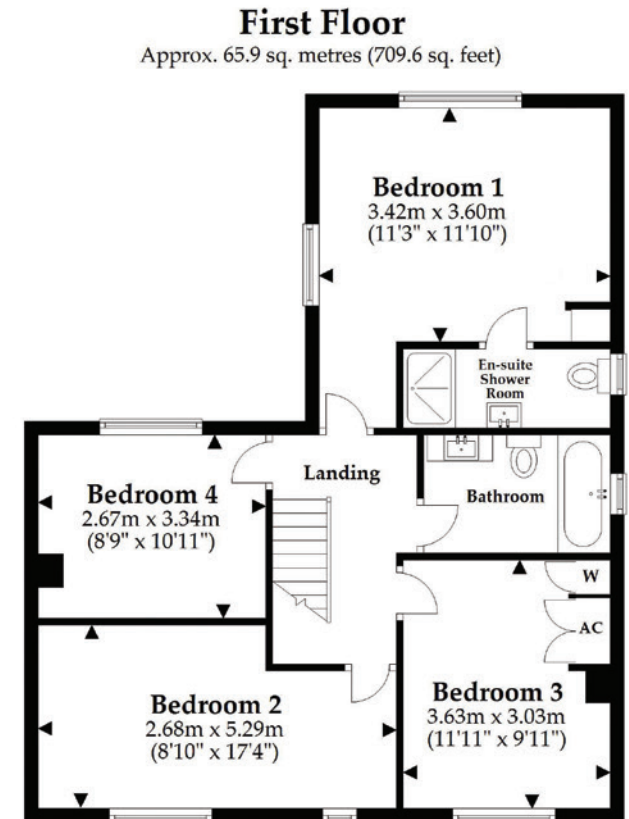 First Floor
Approx. 65.9 sq. metres (709.6 sq. feet)
Bedroom 1
3.42m x 3.60m
(11'3" x 11'10")
En-suite
Shower
Room
Landing
Bathroom
Bedroom 4
2.67m x 3.34m
(8'9" x 10'11")
W
AC
Bedroom 2
2.68m x 5.29m
(8'10" x 17'4")
Bedroom 3
3.63m x 3.03m
(11'11" x 9'11")